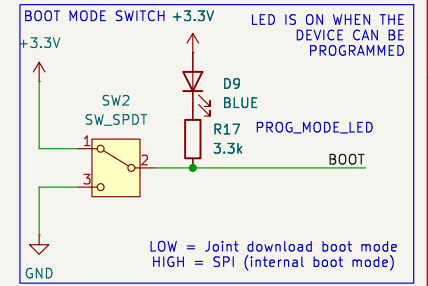 BOOT MODE SWITCH
+3.3V
LED IS ON WHEN THE
DEVICE CAN BE
PROGRAMMED
+3.3V
D9
BLUE
SW2
SW_SPDT
R17
3.3k
PROG_MODE_LED
1
2
3
BOOT
LOW = Joint download boot mode
HIGH = SPI (internal boot mode)
GND